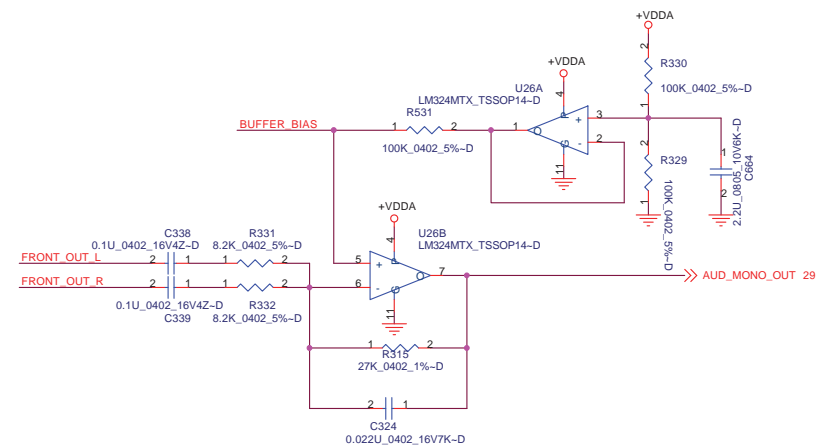 +VDDA
2
R330
100K_0402_5%~D
1
+VDDA
U26A
LM324MTX_TSSOP14~D
4
P
3
+
1
O
2
-
G
11
R531
BUFFER_BIAS
1
2
100K_0402_5%~D
2
R329
100K_0402_5%~D
1
1
2
2.2U_0805_10V6K~D
C664
+VDDA
U26B
LM324MTX_TSSOP14~D
4
P
5
+
7
O
6
-
G
11
C338
0.1U_0402_16V4Z~D
R331
8.2K_0402_5%~D
FRONT_OUT_L
2
1
1
2
FRONT_OUT_R
2
1
1
2
0.1U_0402_16V4Z~D
C339
R332
8.2K_0402_5%~D
AUD_MONO_OUT 29
1
2
R315
27K_0402_1%~D
2
1
C324
0.022U_0402_16V7K~D